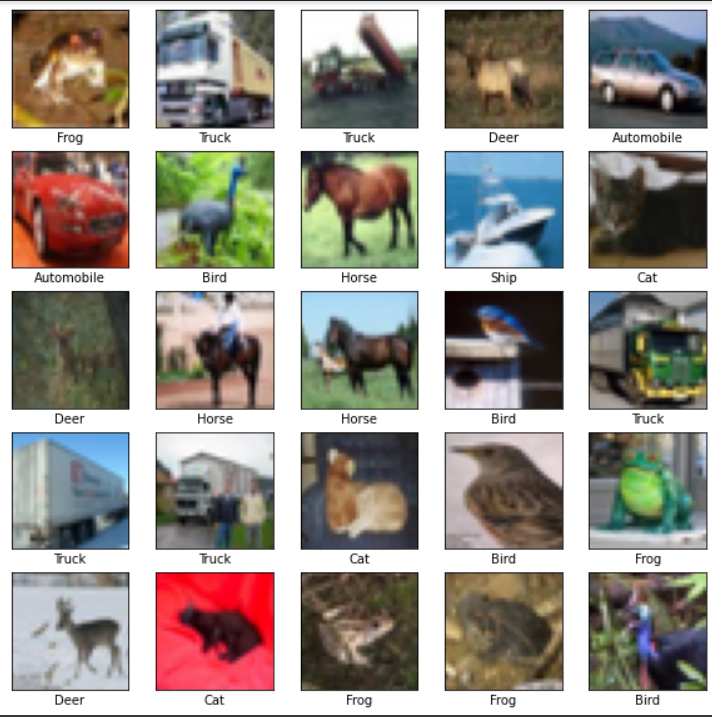 Frog
Truck
Truck
Deer
Automobile
Automobile
Bird
Horse
Ship
Cat
Deer
Horse
Horse
Bird
Truck
Truck
Truck
Cat
Bird
Frog
Deer
Cat
Frog
Frog
Bird